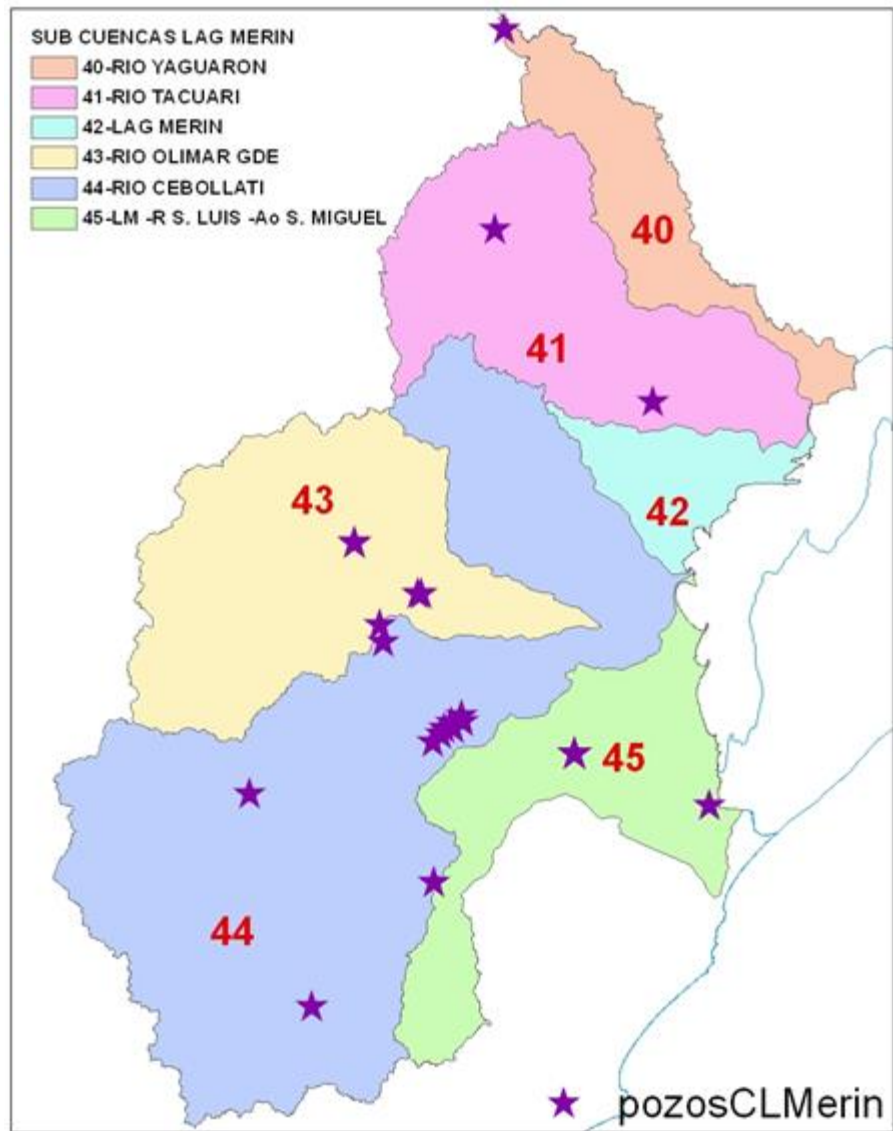 SUB CUENCAS LAG MERIN
40-RIO YAGUARON
41-RIO TACUARI
42-LAG MERIN
43-RIO OLIMAR GDE
44-RIO CEBOLLATI
45-LM -R S. LUIS -Ao S. MIGUEL
40
41
43
42
45
44
pozosCLMerin